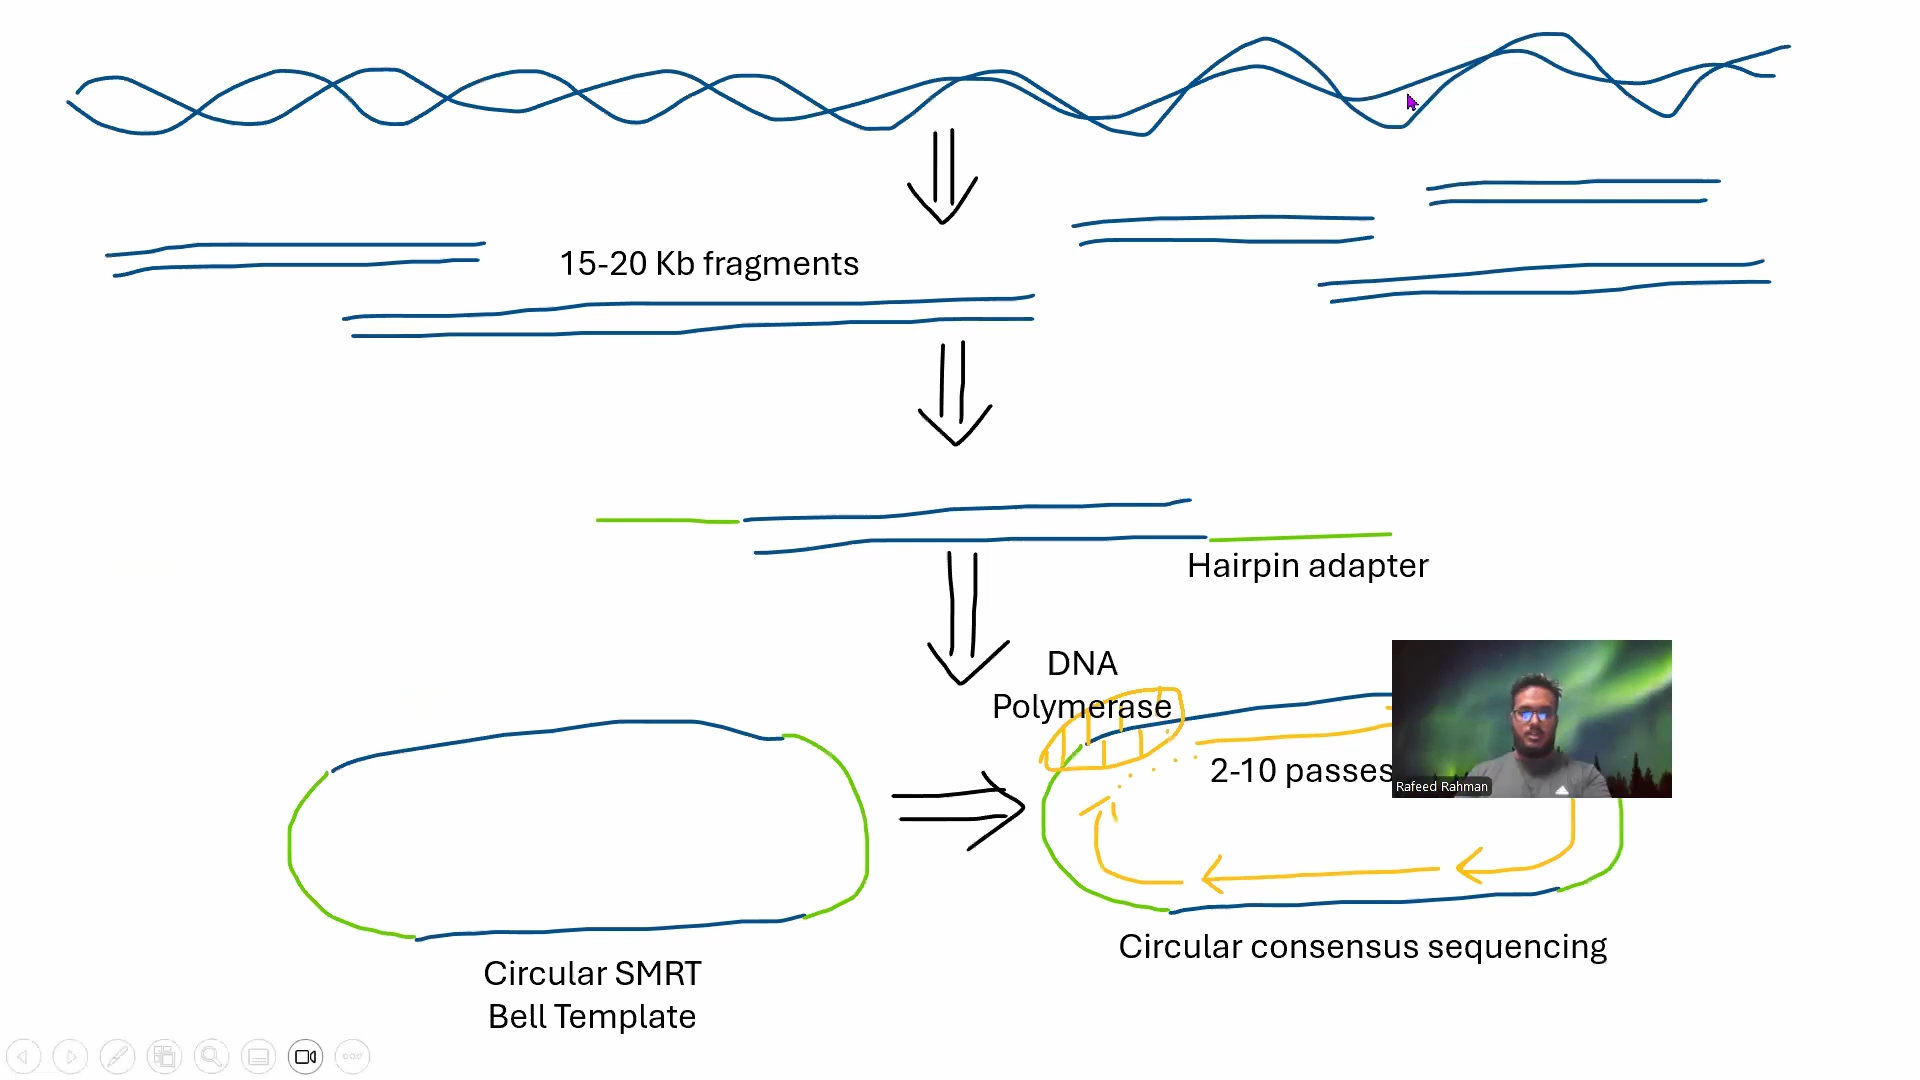 15-20 Kb fragments
Hairpin adapter
DNA
Polymerase
2-10 passes
Rafeed Rahman
Circular consensus sequencing
Circular SMRT
Bell Template